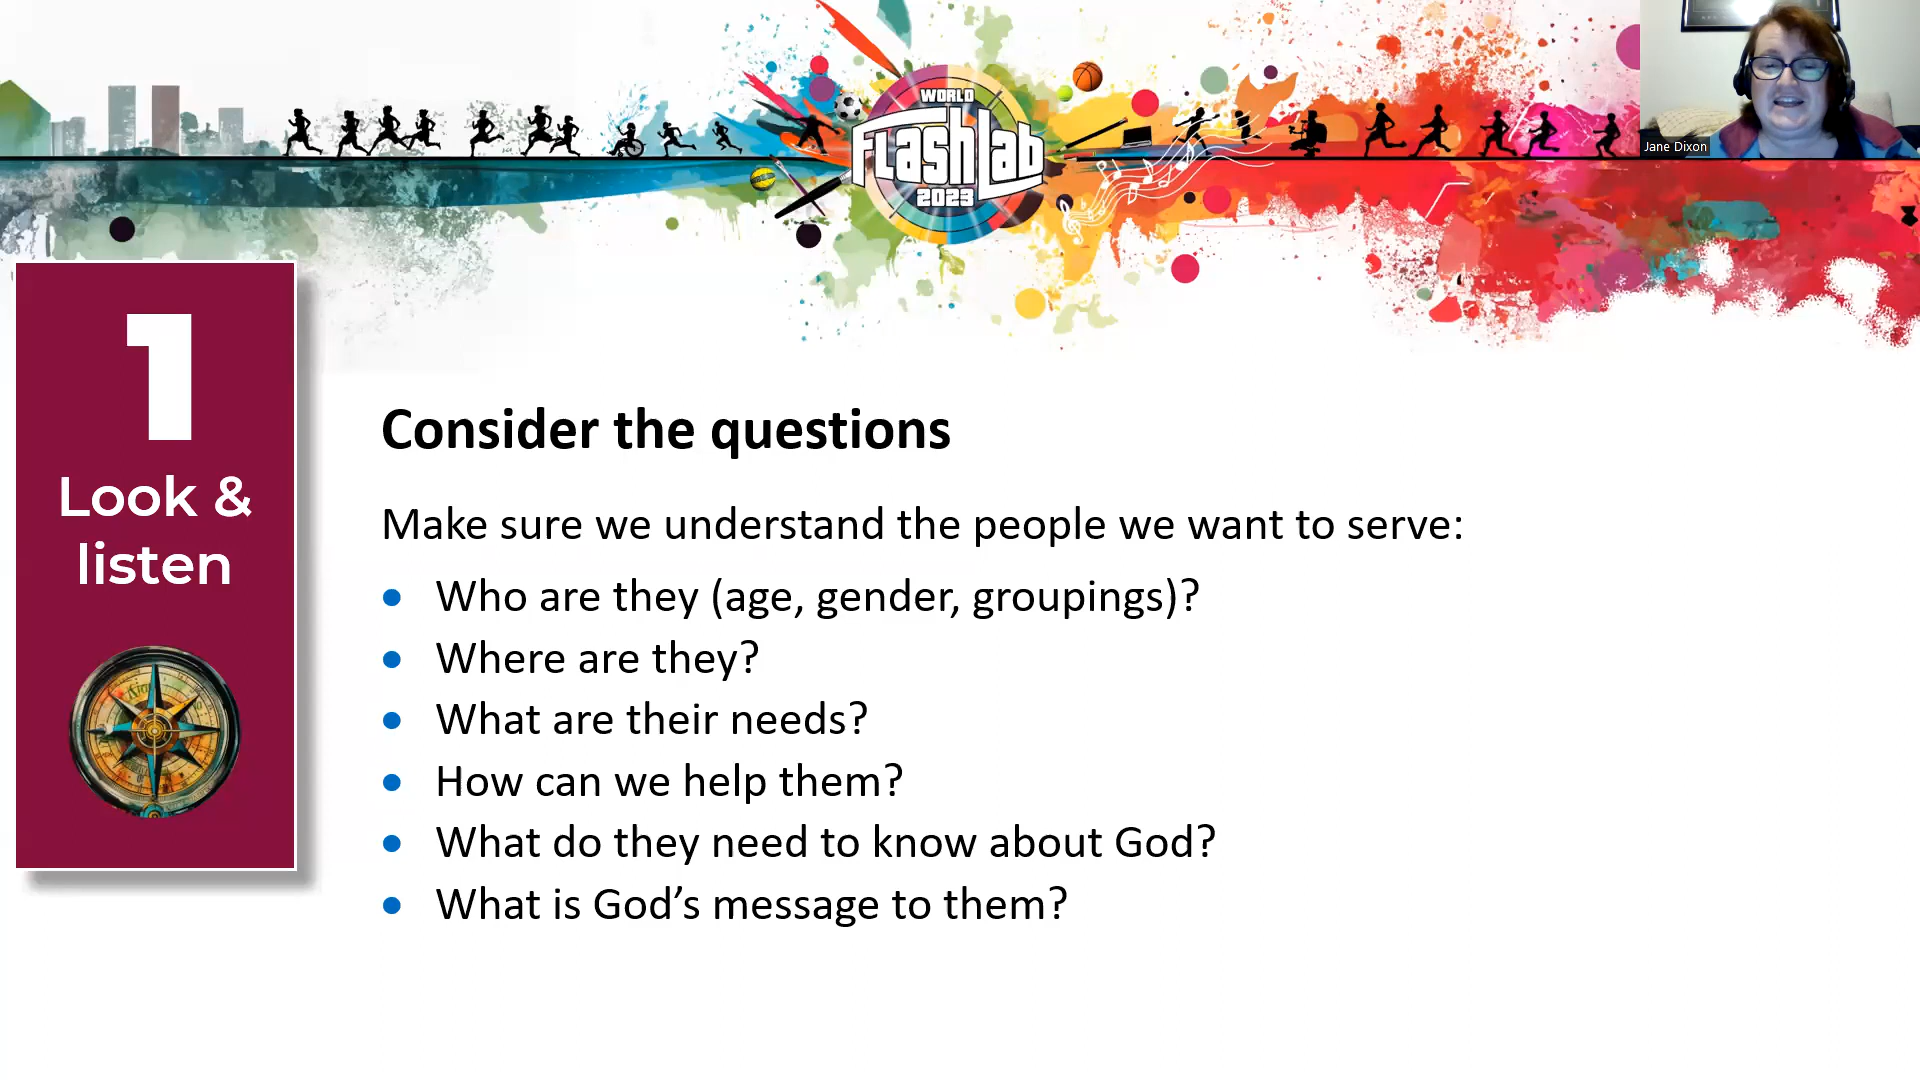 WORLD
FLASHLAB
2023
Jane Dixon
1
Look &
listen
Consider the questions
Make sure we understand the people we want to serve:
• Who are they (age, gender, groupings)?
• Where are they?
• What are their needs?
• How can we help them?
• What do they need to know about God?
• What is God’s message to them?